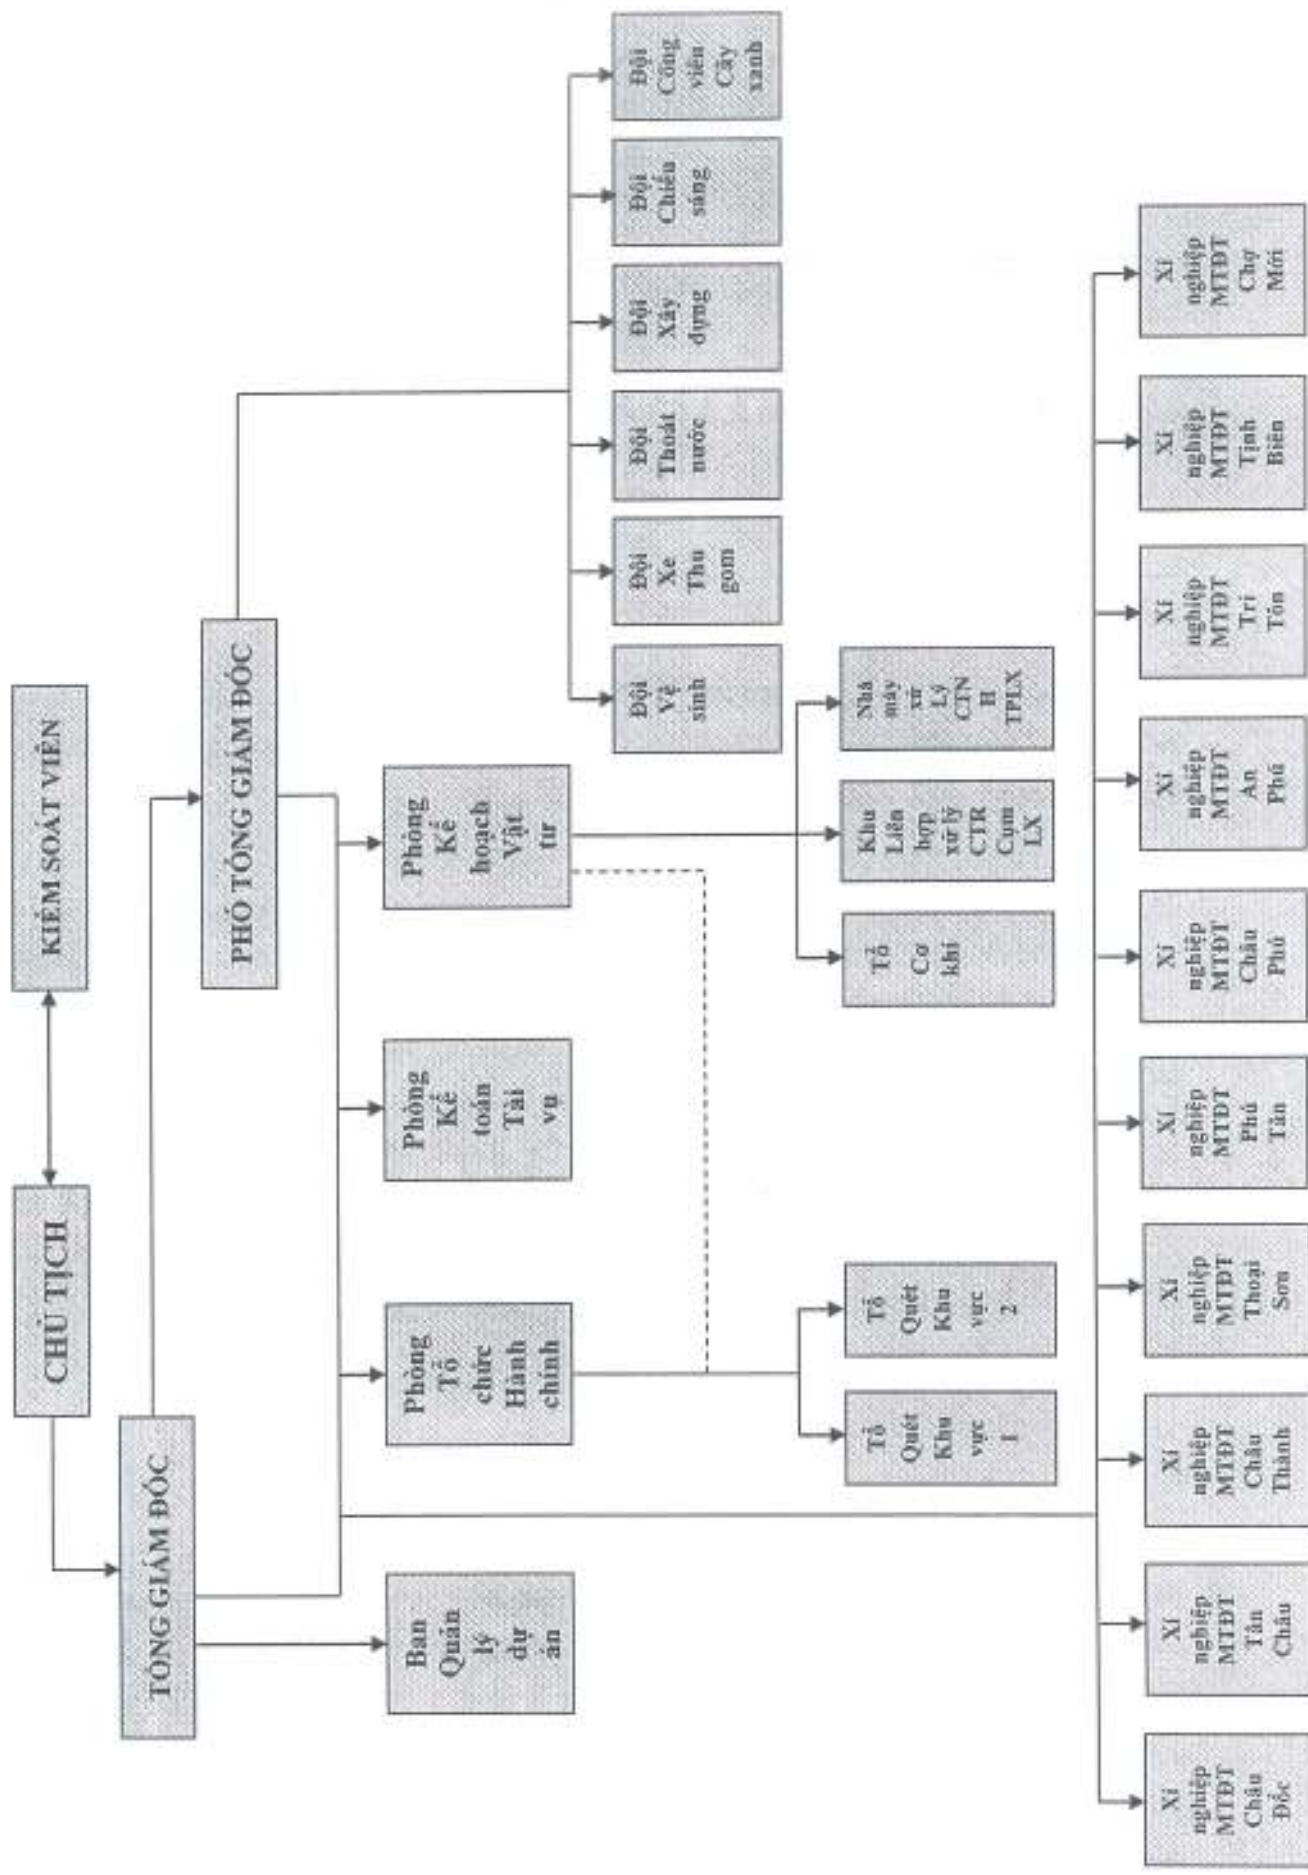 CHỦ TỊCH
KIỂM SOÁT VIÊN
TỔNG GIÁM ĐỐC
PHÓ TỔNG GIÁM ĐỐC
Ban
Quản
lý
dự
án
Phòng
Tổ
chức
Hành
chính
Phòng
Kế
toán
Tài
vụ
Phòng
Kế
hoạch
Vật
tư
Đội
Vệ
sinh
Đội
Xe
Thu
gom
Đội
Thoát
nước
Đội
Xây
dựng
Đội
Chiếu
sáng
Đội
Công
viên
Cây
xanh
Tổ
Quét
Khu
vực
1
Tổ
Quét
Khu
vực
2
Tổ
Cơ
khí
Khu
Liên
hợp
xử lý
CTR
Cụm
LX
Nhà
máy
xử
Lý
CTN
H
TPLX
Xí
nghiệp
MTĐT
Châu
Đốc
Xí
nghiệp
MTĐT
Tân
Châu
Xí
nghiệp
MTĐT
Châu
Thành
Xí
nghiệp
MTĐT
Thoại
Sơn
Xí
nghiệp
MTĐT
Phú
Tân
Xí
nghiệp
MTĐT
Châu
Phú
Xí
nghiệp
MTĐT
An
Phú
Xí
nghiệp
MTĐT
Tri
Tôn
Xí
nghiệp
MTĐT
Tịnh
Biên
Xí
nghiệp
MTĐT
Chợ
Mới